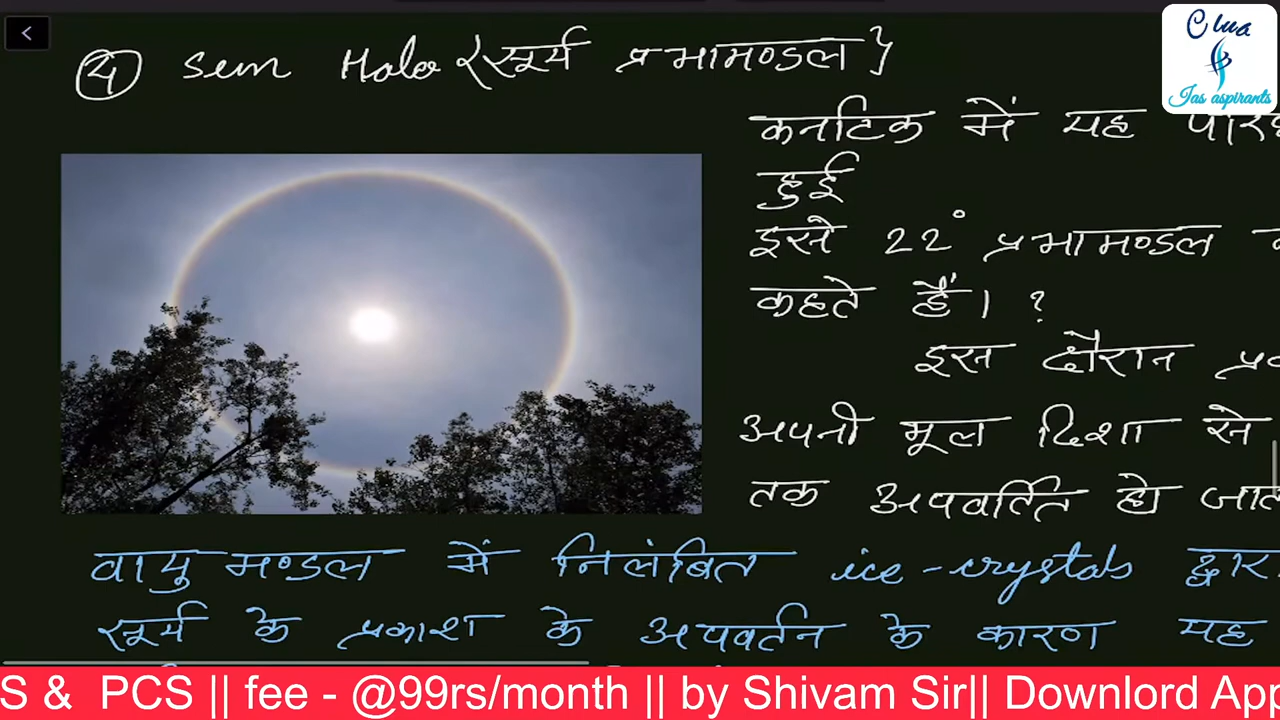 ④ Sun Halo {सूर्य प्रभामण्डल}
Clua
Ias aspirants
कर्नाटक में यह
हुई
इसे 22° प्रभामण्डल
कहते हैं। ?
इस दौरान
अपनी मूल दिशा से
तक अपवर्तित हो
वायुमण्डल में निलंबित ice-crystals
सूर्य के प्रकाश के अपवर्तन के कारण यह
S & PCS || fee - @99rs/month || by Shivam Sir|| Downlord App